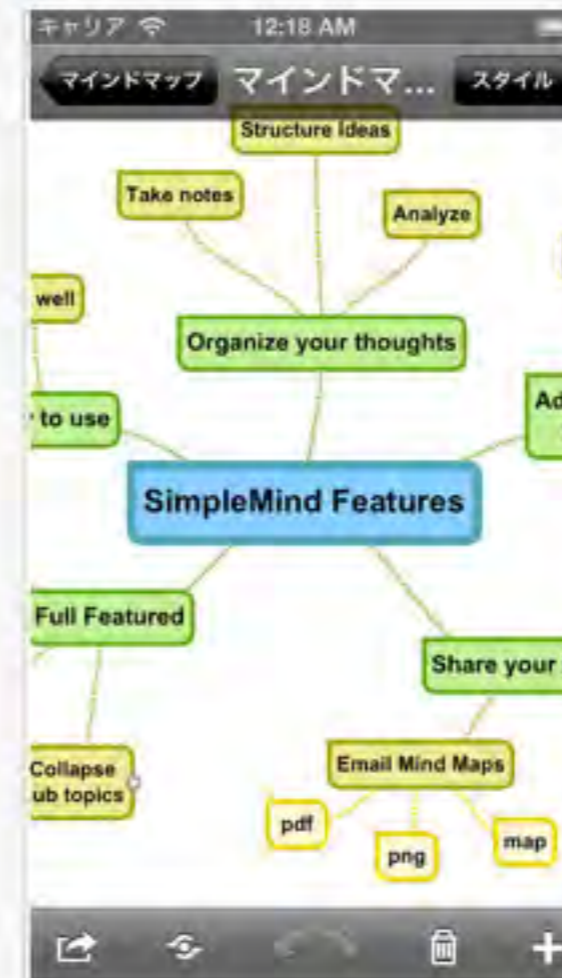 キャリア 12:18 AM
マインドマップ マインドマ... スタイル
Structure Ideas
Take notes
Analyze
well
Organize your thoughts
to use
Ad
SimpleMind Features
Full Featured
Share your
Collapse
ub topics
Email Mind Maps
pdf
png
map